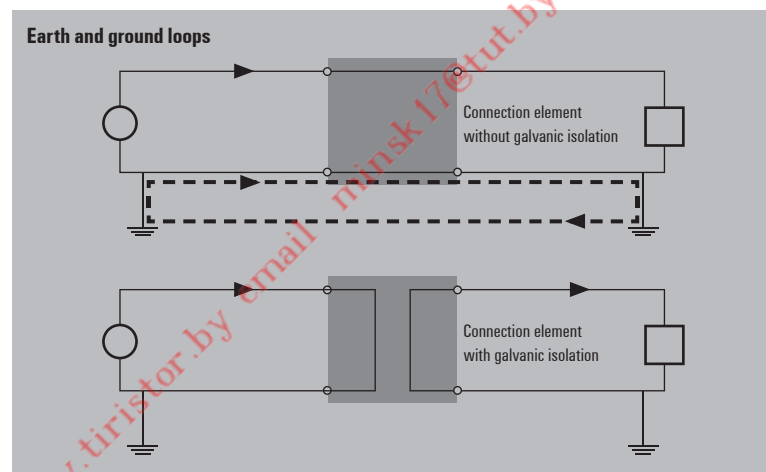 Earth and ground loops
Connection element
without galvanic isolation
Connection element
with galvanic isolation
.tiristor.by email minsk17@tut.by